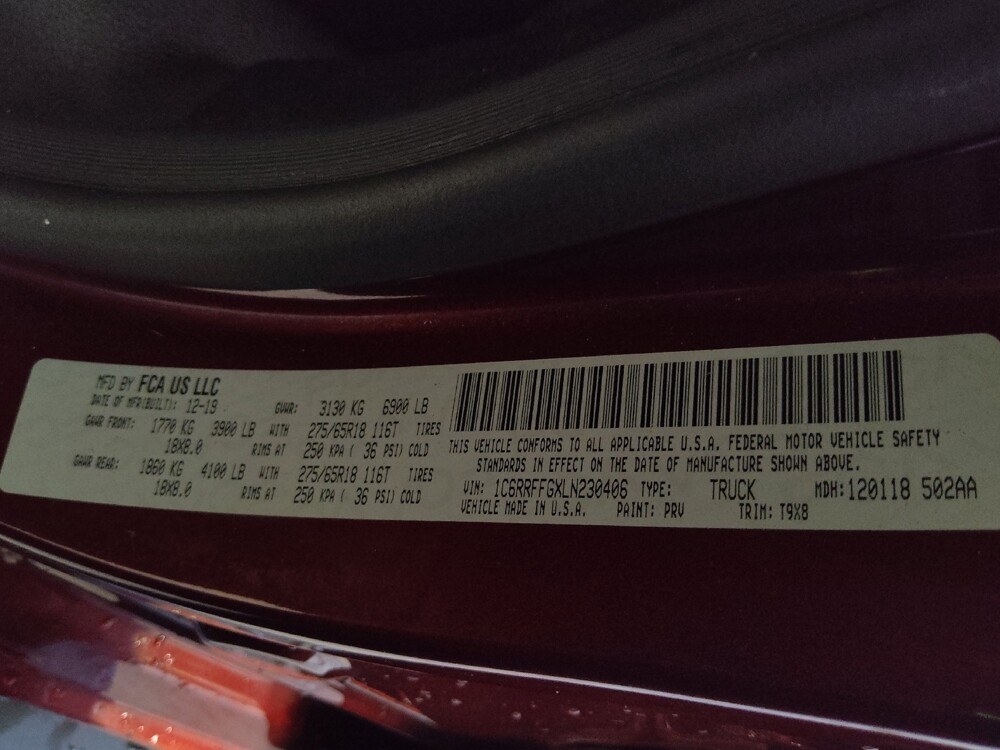 MFD BY FCA US LLC
DATE OF MFR(BUILT): 12-19 GVWR: 3130 KG 6900 LB
GAWR FRONT: 1770 KG 3900 LB WITH 275/65R18 116T TIRES
18X8.0 RIMS AT 250 KPA ( 36 PSI) COLD
GAWR REAR: 1860 KG 4100 LB WITH 275/65R18 116T TIRES
18X8.0 RIMS AT 250 KPA ( 36 PSI) COLD
THIS VEHICLE CONFORMS TO ALL APPLICABLE U.S.A. FEDERAL MOTOR VEHICLE SAFETY
STANDARDS IN EFFECT ON THE DATE OF MANUFACTURE SHOWN ABOVE.
VIN: 1C6RRFFGXLN230406 TYPE: TRUCK MDH: 120118 502AA
VEHICLE MADE IN U.S.A. PAINT: PRV TRIM: T9X8